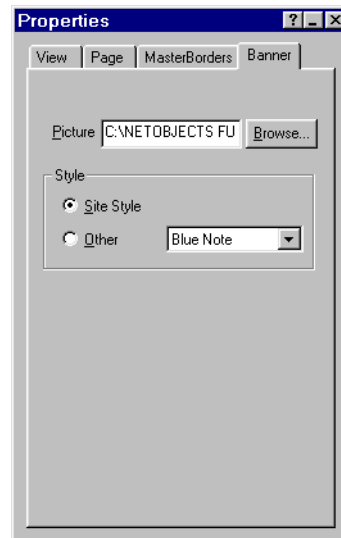 Properties
View Page MasterBorders Banner
Picture C:\NETOBJECTS FU Browse...
Style
Site Style
Other Blue Note